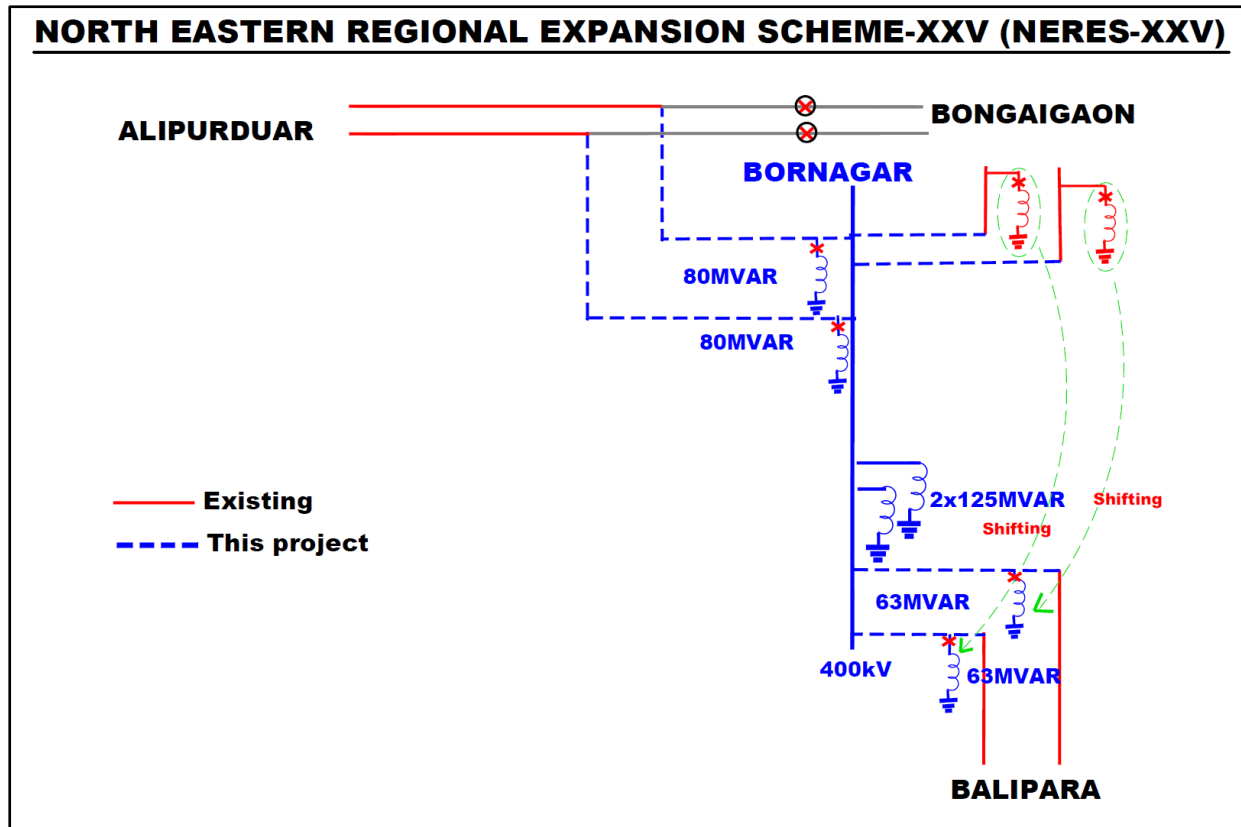 NORTH EASTERN REGIONAL EXPANSION SCHEME-XXV (NERES-XXV)
ALIPURDUAR
BONGAIGAON
BORNAGAR
80MVAR
80MVAR
2x125MVAR
Shifting
Shifting
Existing
This project
63MVAR
63MVAR
400kV
BALIPARA